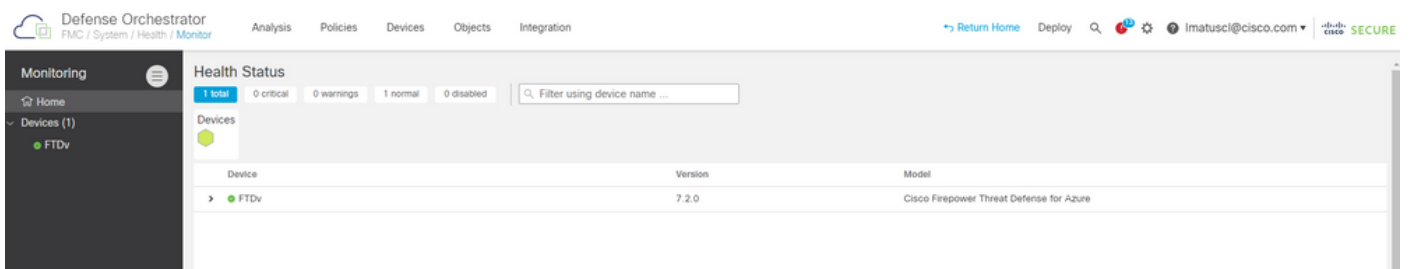 Defense Orchestrator
FMC / System / Health / Monitor
Analysis Policies Devices Objects Integration
Return Home Deploy lmatuscl@cisco.com
cisco SECURE
Monitoring
Home
Devices (1)
FTDv
Health Status
1 total 0 critical 0 warnings 1 normal 0 disabled
Filter using device name ...
Devices
Device Version Model
FTDv 7.2.0 Cisco Firepower Threat Defense for Azure